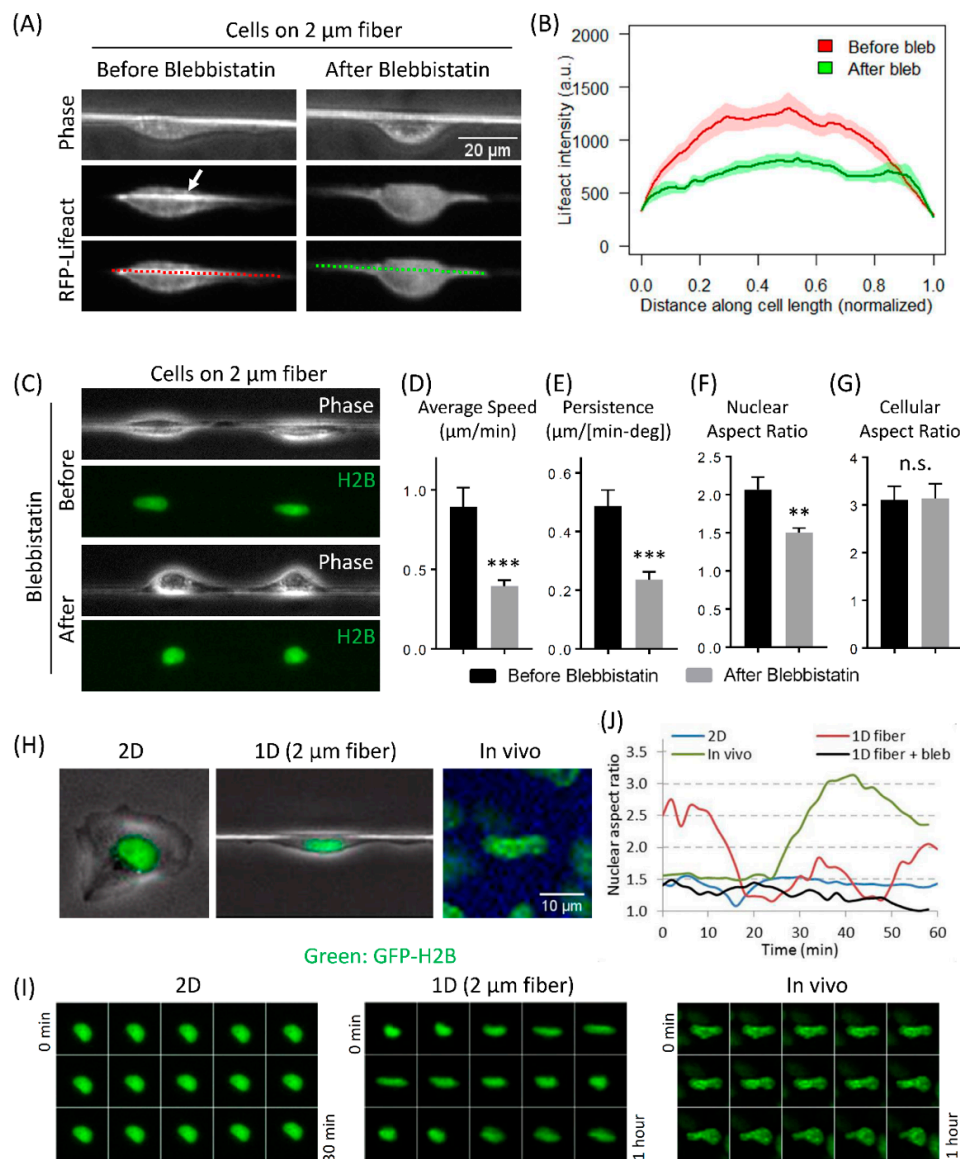 (A)
Cells on 2 μm fiber
Before Blebbistatin
After Blebbistatin
Phase
20 μm
RFP-Lifeact
(B)
2000
1500
1000
500
0
Lifeact intensity (a.u.)
Before bleb
After bleb
0.0 0.2 0.4 0.6 0.8 1.0
Distance along cell length (normalized)
(C)
Cells on 2 μm fiber
Blebbistatin
Before
After
Phase
H2B
Phase
H2B
(D)
Average Speed
(μm/min)
1.0
0.5
0.0
***
(E)
Persistence
(μm/[min-deg])
0.6
0.4
0.2
0.0
***
(F)
Nuclear
Aspect Ratio
2.5
2.0
1.5
1.0
0.5
0.0
**
(G)
Cellular
Aspect Ratio
n.s.
4
3
2
1
0
Before Blebbistatin
After Blebbistatin
(H)
2D
1D (2 μm fiber)
In vivo
10 μm
Green: GFP-H2B
(J)
2D
1D fiber
In vivo
1D fiber + bleb
Nuclear aspect ratio
3.5
3.0
2.5
2.0
1.5
1.0
0 10 20 30 40 50 60
Time (min)
(I)
2D
1D (2 μm fiber)
In vivo
0 min
30 min
0 min
1 hour
0 min
1 hour